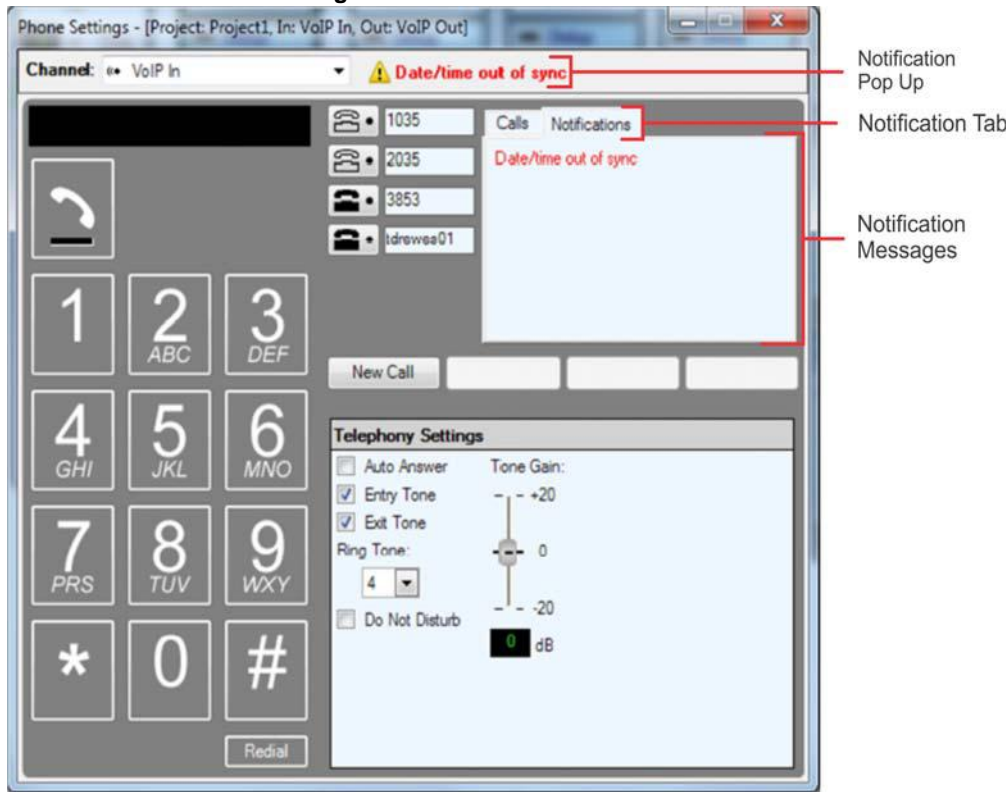 Phone Settings - [Project: Project1, In: VoIP In, Out: VoIP Out]
Channel: VoIP In
Date/time out of sync
Notification
Pop Up
1035
Calls Notifications
Notification Tab
2035
Date/time out of sync
3853
tdrewea01
Notification
Messages
1
2
ABC
3
DEF
New Call
4
GHI
5
JKL
6
MNO
Telephony Settings
Auto Answer
Tone Gain:
Entry Tone
+20
Exit Tone
Ring Tone:
0
4
Do Not Disturb
-20
0 dB
7
PRS
8
TUV
9
WXY
*
0
#
Redial